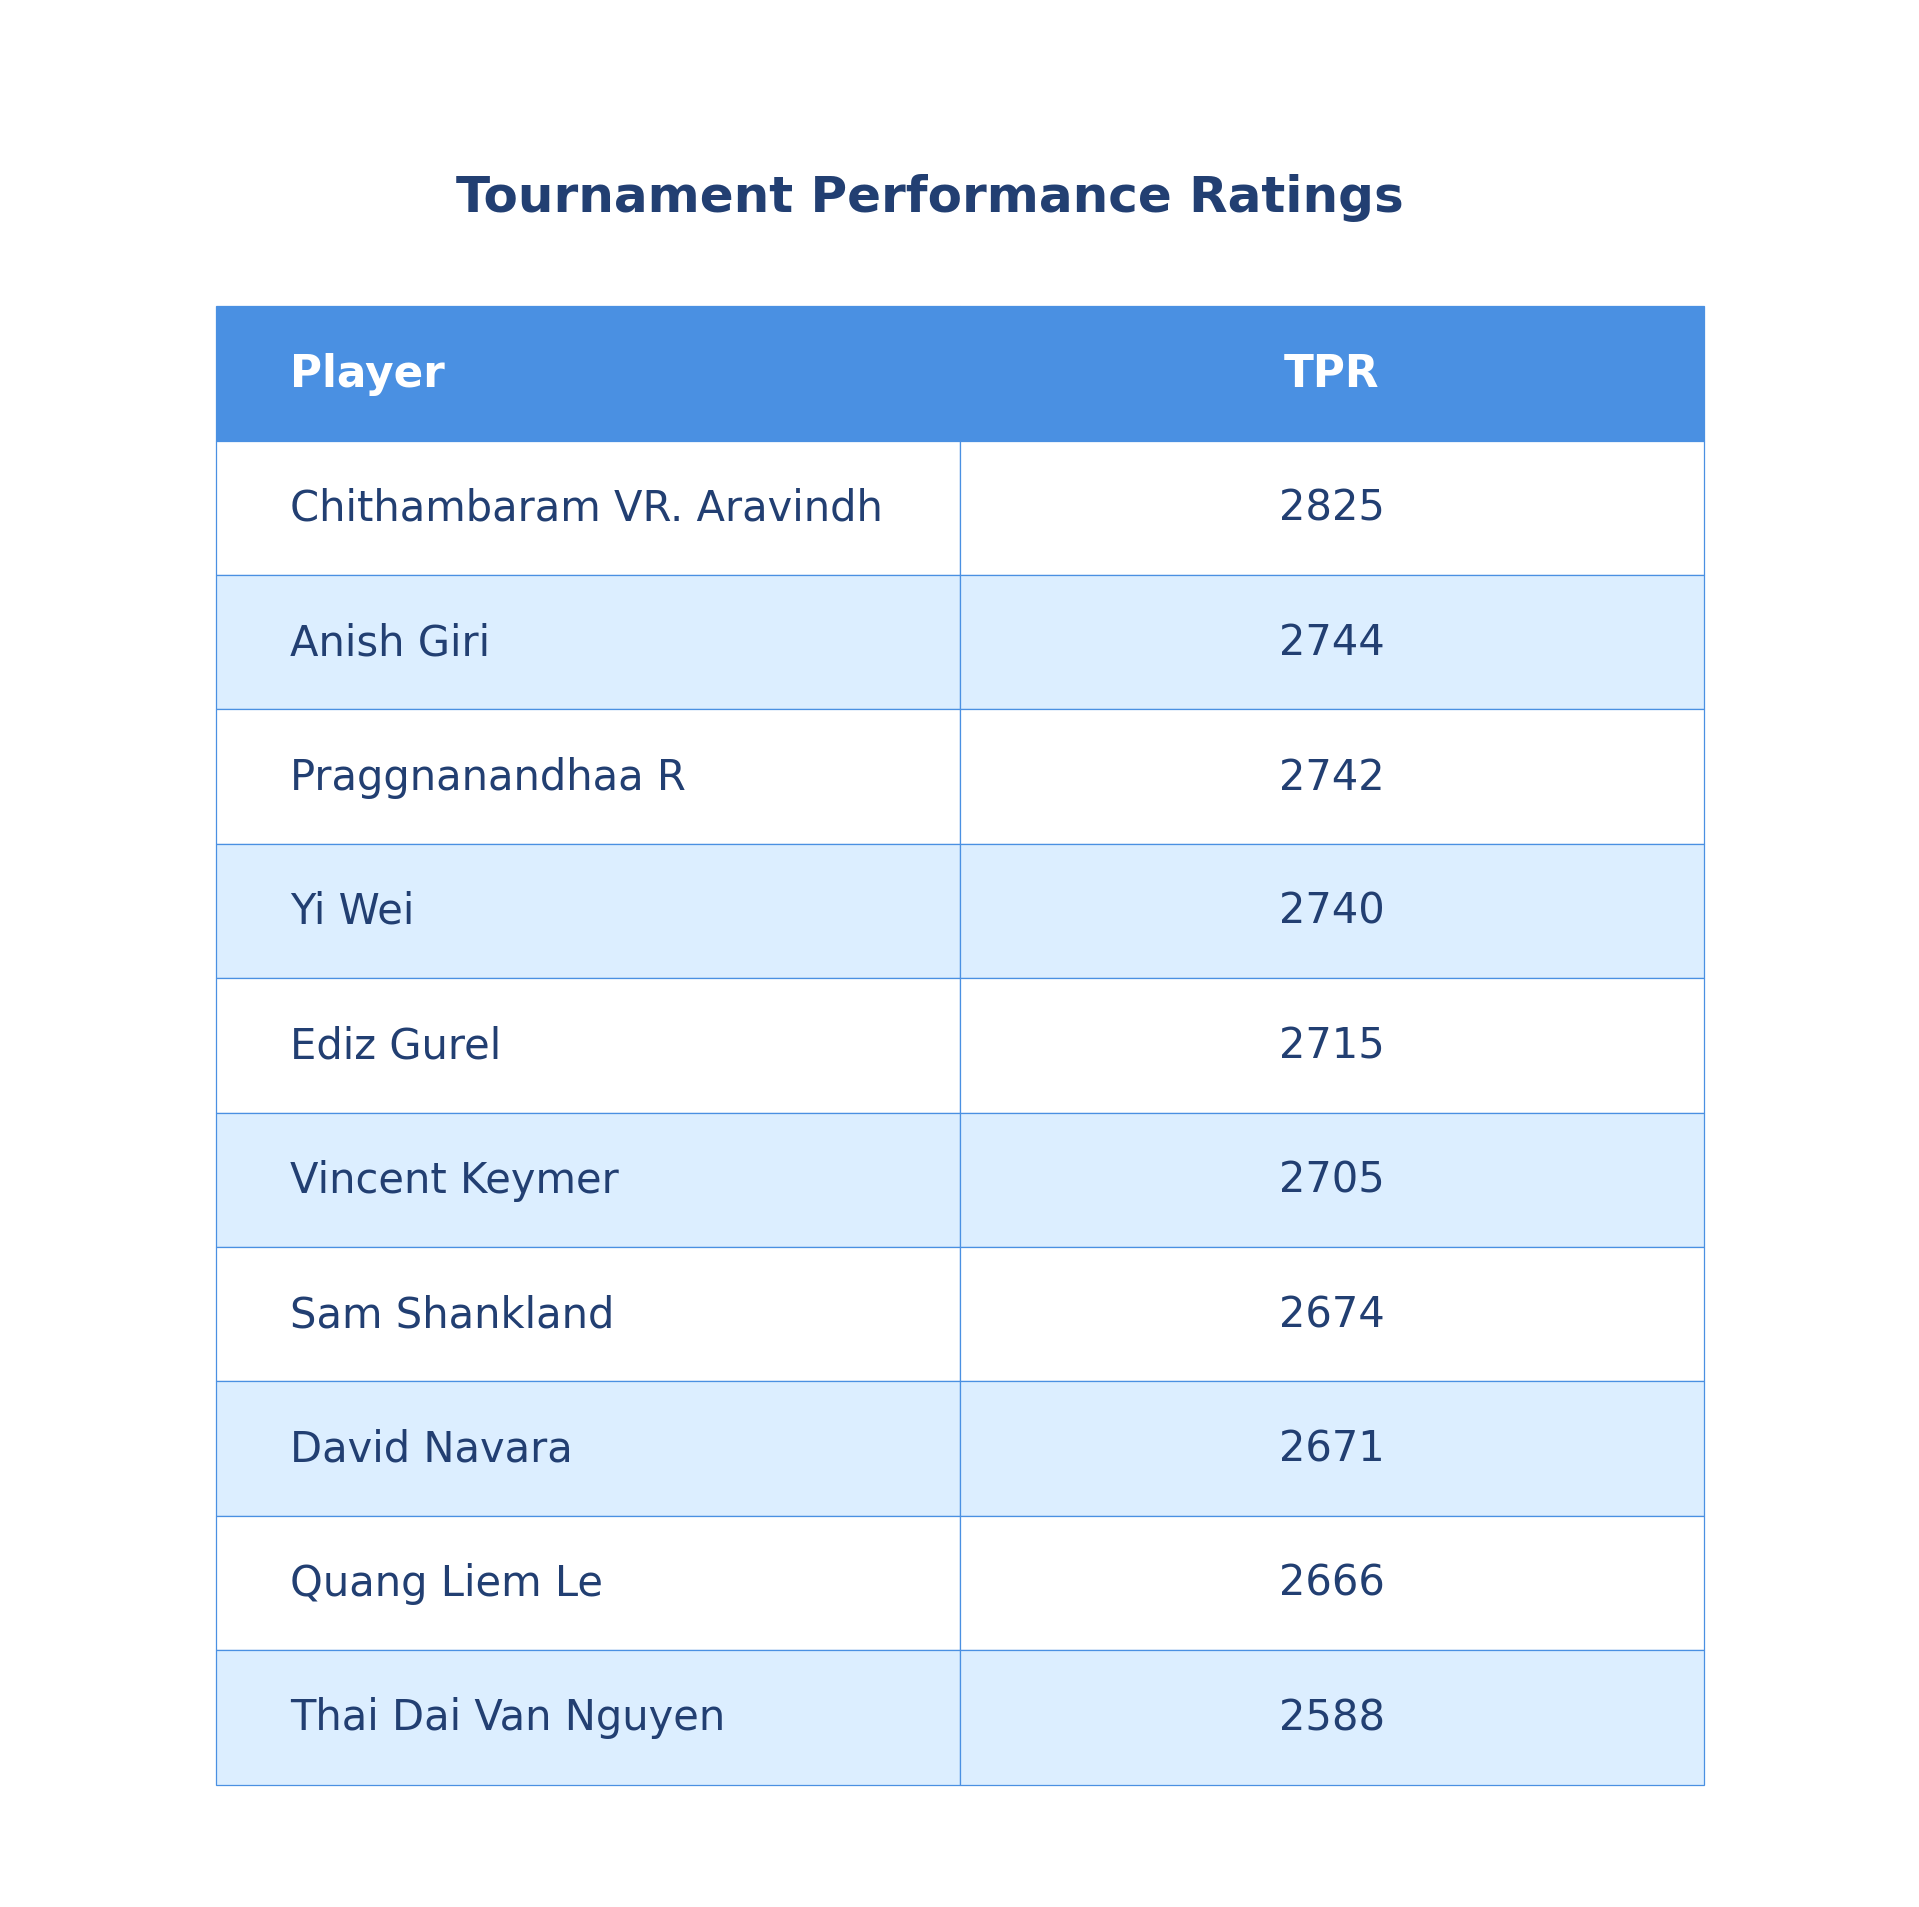 Tournament Performance Ratings
Player TPR
Chithambaram VR. Aravindh 2825
Anish Giri 2744
Praggnanandhaa R 2742
Yi Wei 2740
Ediz Gurel 2715
Vincent Keymer 2705
Sam Shankland 2674
David Navara 2671
Quang Liem Le 2666
Thai Dai Van Nguyen 2588